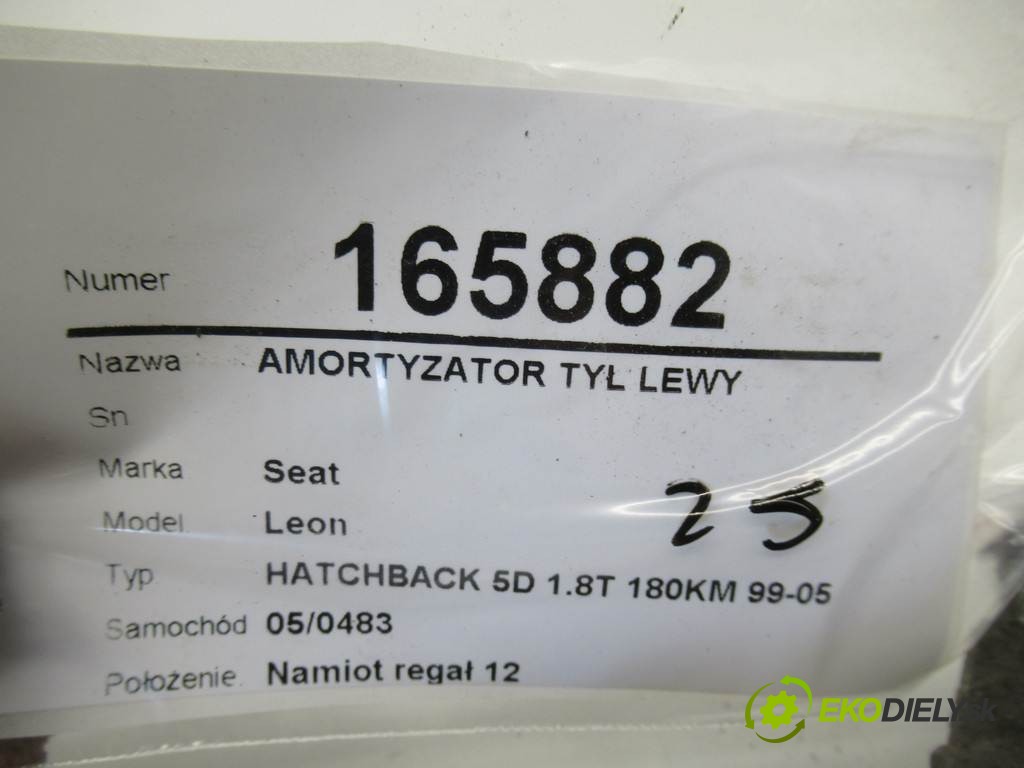 Numer 165882
Nazwa AMORTYZATOR TYŁ LEWY
Sn
Marka Seat
Model Leon
25
Typ HATCHBACK 5D 1.8T 180KM 99-05
Samochód 05/0483
Położenie Namiot regał 12
EKODIELY.sk